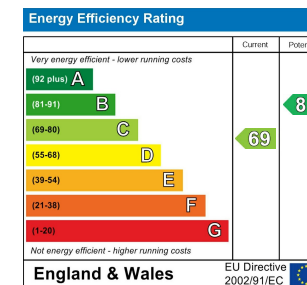 Energy Efficiency Rating
Current
Very energy efficient - lower running costs
(92 plus) A
(81-91) B
8
(69-80) C
69
(55-68) D
(39-54) E
(21-38) F
(1-20) G
Not energy efficient - higher running costs
England & Wales
EU Directive
2002/91/EC